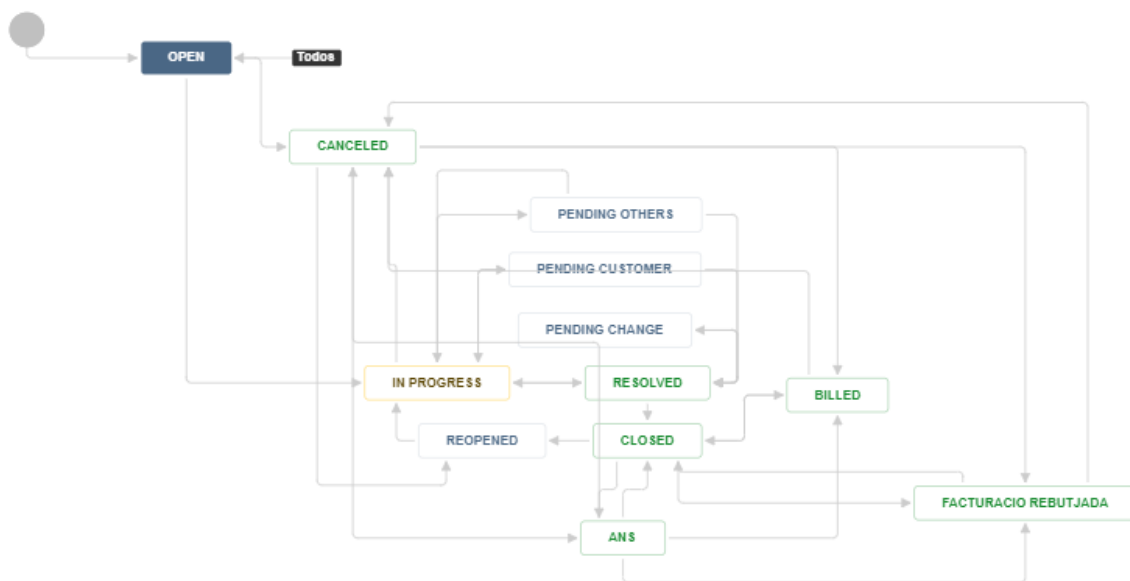 OPEN
Todos
CANCELED
PENDING OTHERS
PENDING CUSTOMER
PENDING CHANGE
IN PROGRESS
RESOLVED
BILLED
REOPENED
CLOSED
FACTURACIO REBUTJADA
ANS